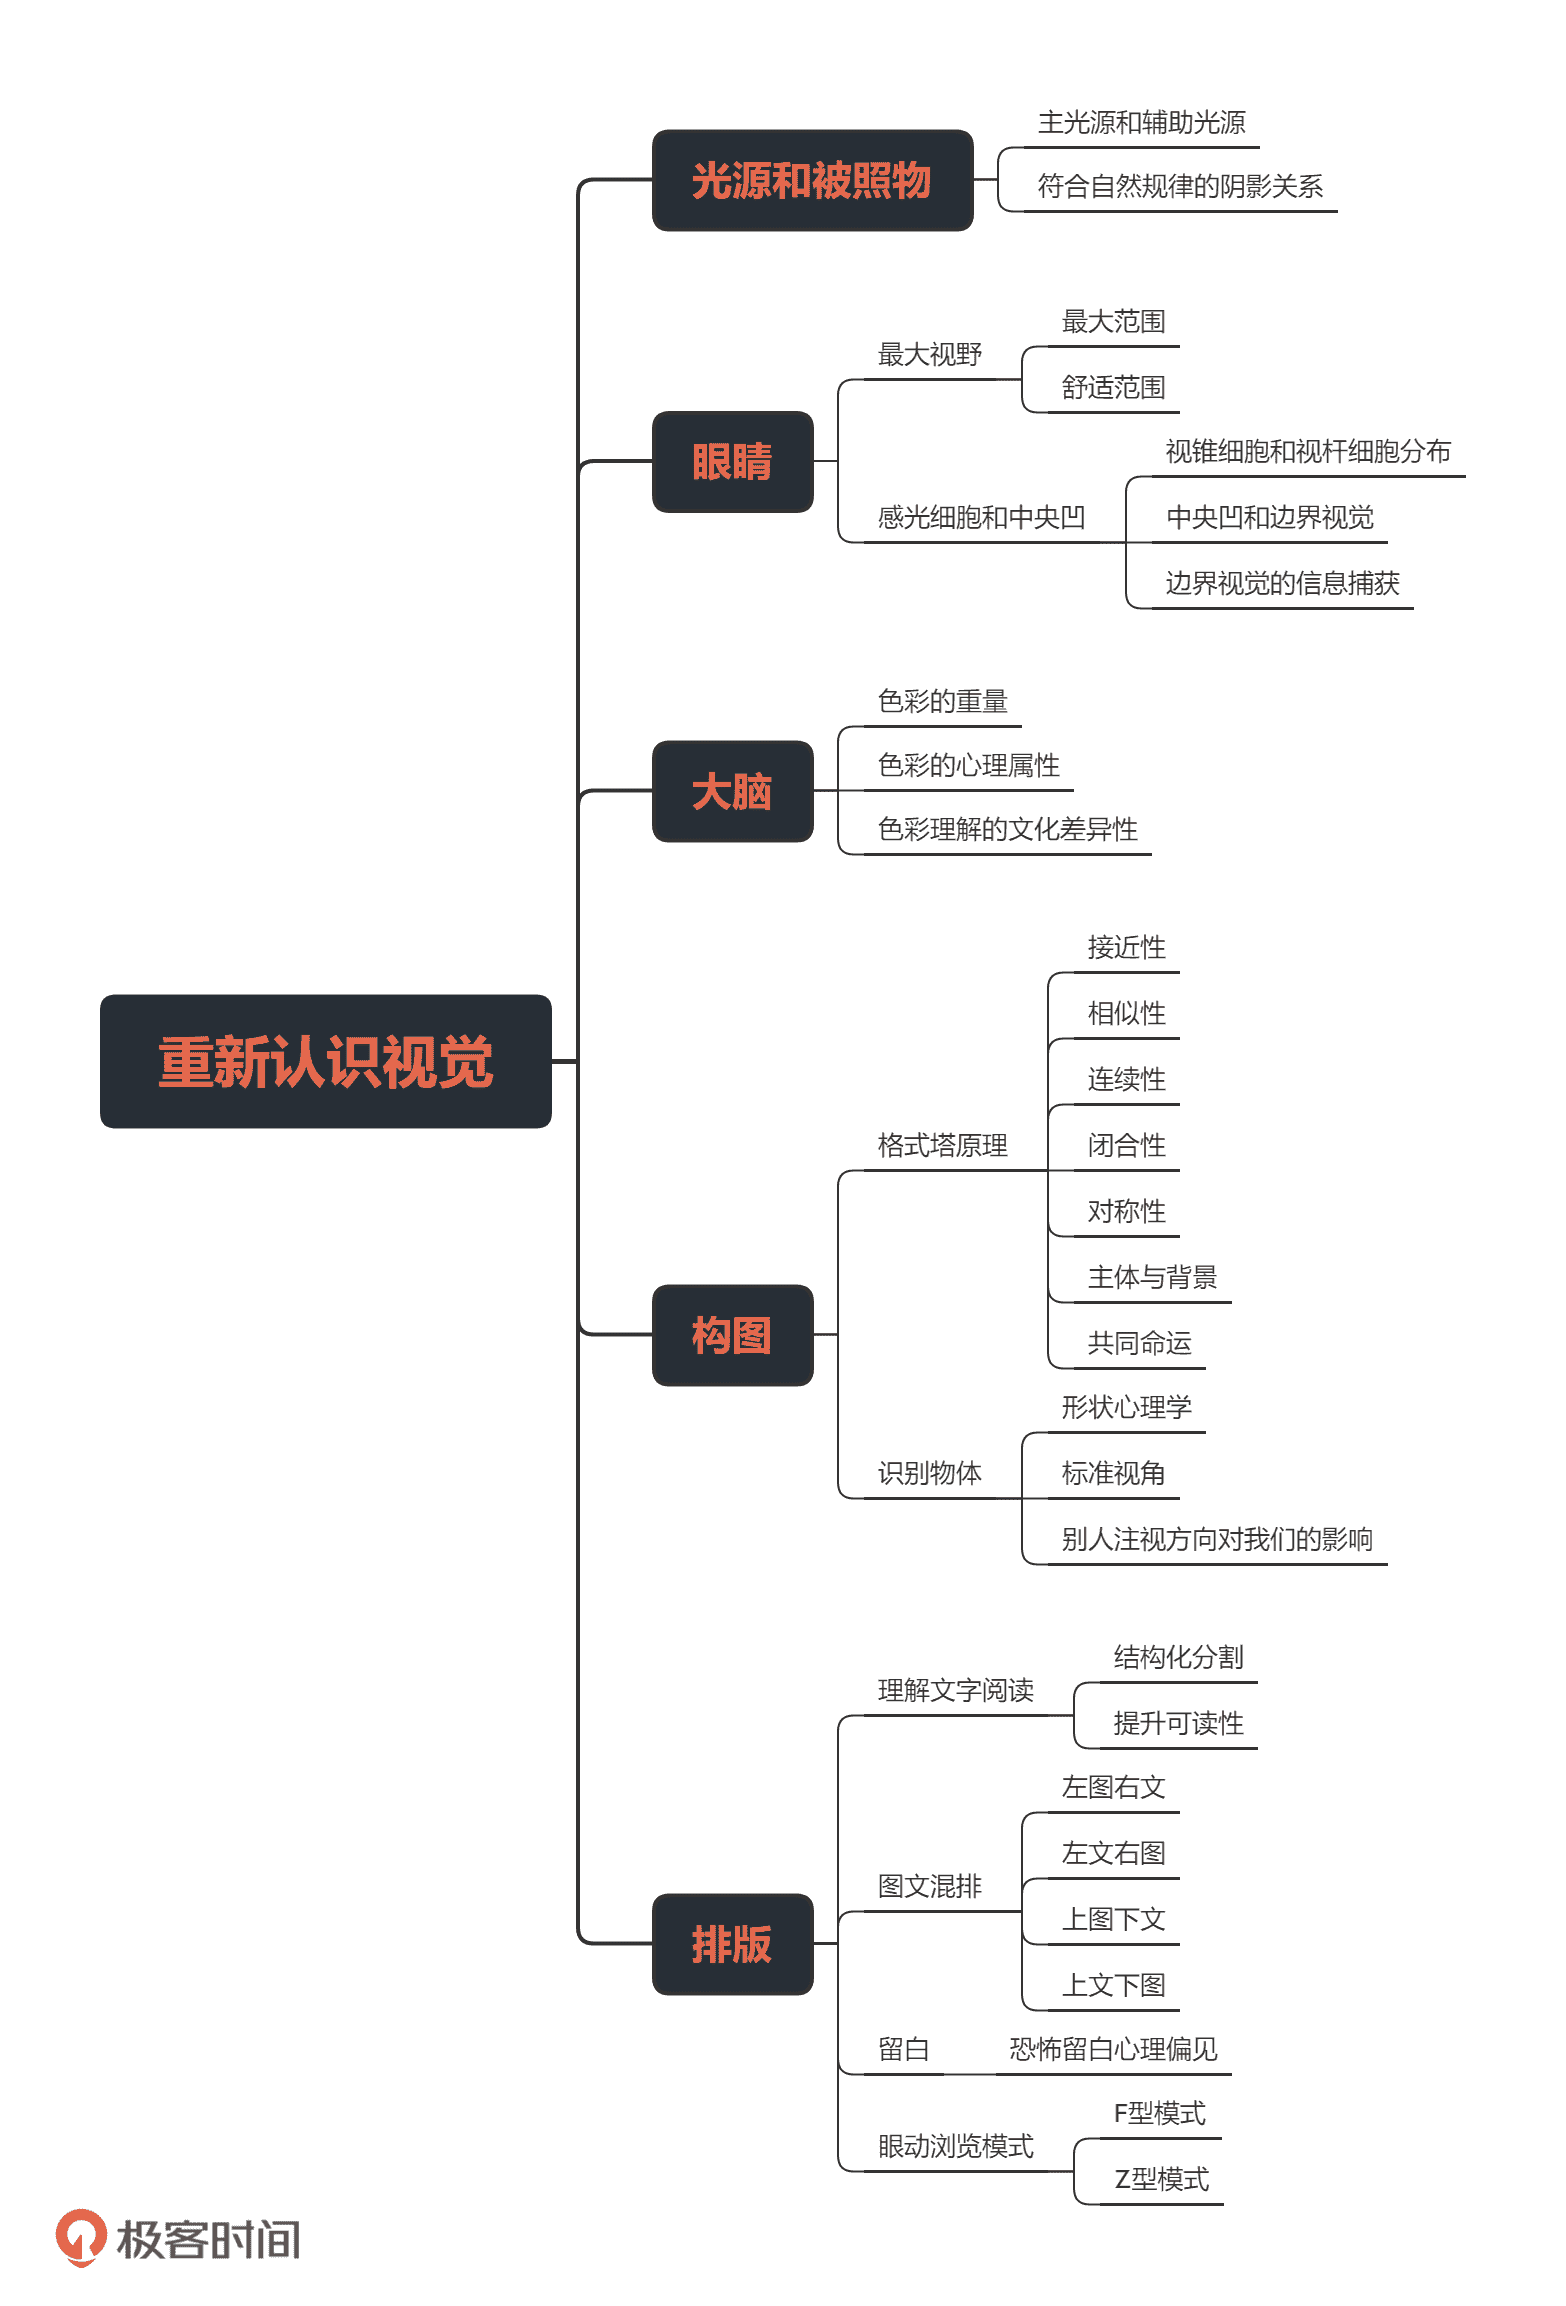 重新认识视觉
光源和被照物
主光源和辅助光源
符合自然规律的阴影关系
眼睛
最大视野
最大范围
舒适范围
感光细胞和中央凹
视锥细胞和视杆细胞分布
中央凹和边界视觉
边界视觉的信息捕获
大脑
色彩的重量
色彩的心理属性
色彩理解的文化差异性
构图
格式塔原理
接近性
相似性
连续性
闭合性
对称性
主体与背景
共同命运
识别物体
形状心理学
标准视角
别人注视方向对我们的影响
排版
理解文字阅读
结构化分割
提升可读性
图文混排
左图右文
左文右图
上图下文
上文下图
留白
恐怖留白心理偏见
眼动浏览模式
F型模式
Z型模式
极客时间